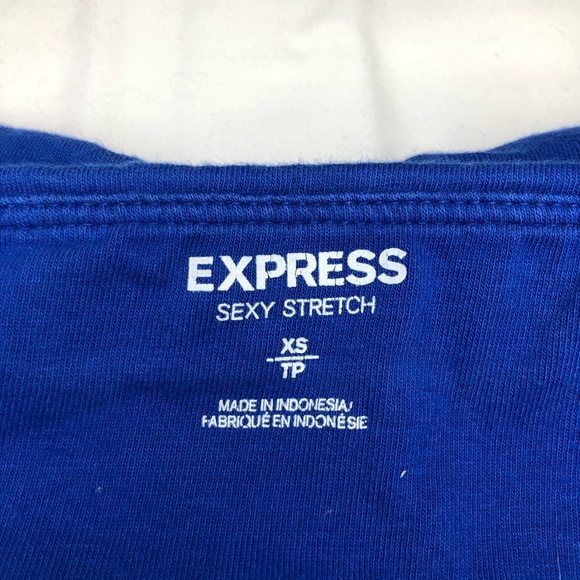 EXPRESS
SEXY STRETCH
XS
TP
MADE IN INDONESIA/
FABRIQUÉ EN INDONÉSIE